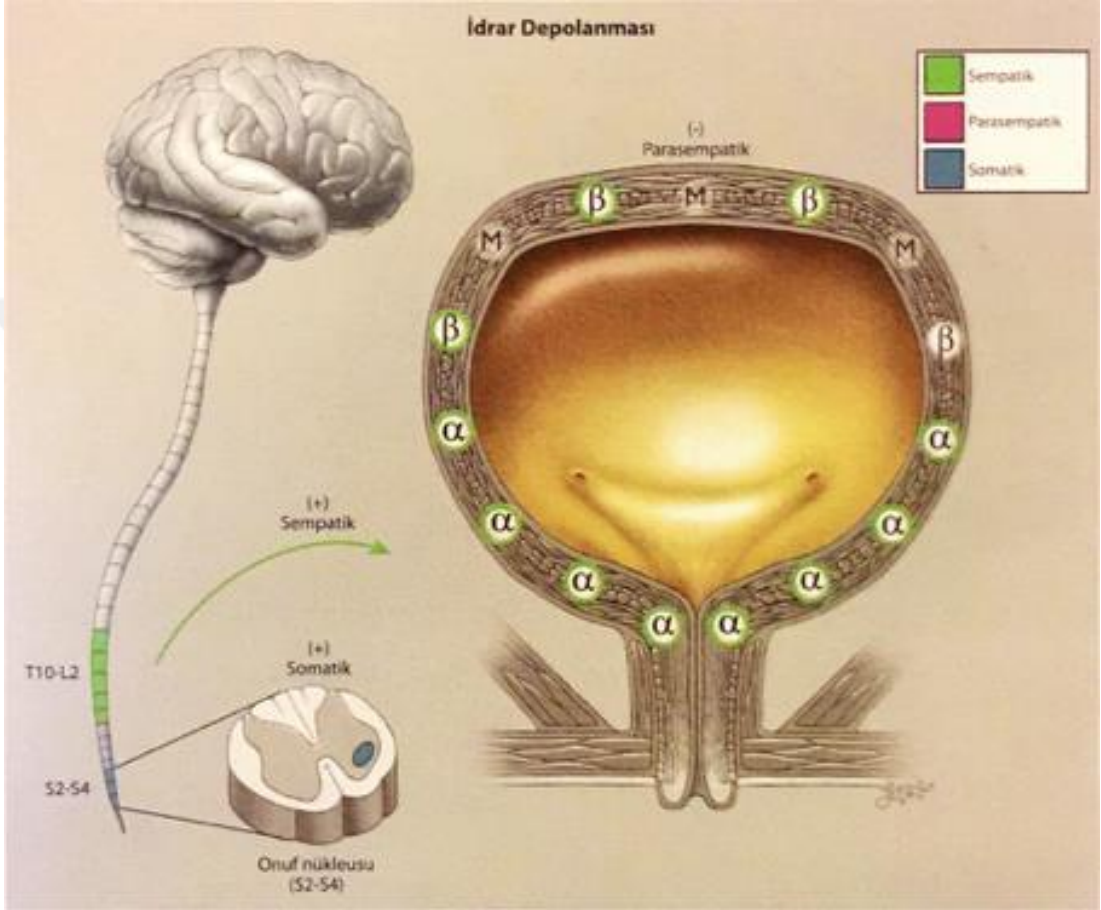 İdrar Depolanması
Sempatik
Parasempatik
Somatik
(-)
Parasempatik
β
M
β
M
M
β
β
α
α
α
α
α
α
α
α
(+)
Sempatik
(+)
Somatik
T10-L2
S2-S4
Onuf nükleusu
(S2-S4)